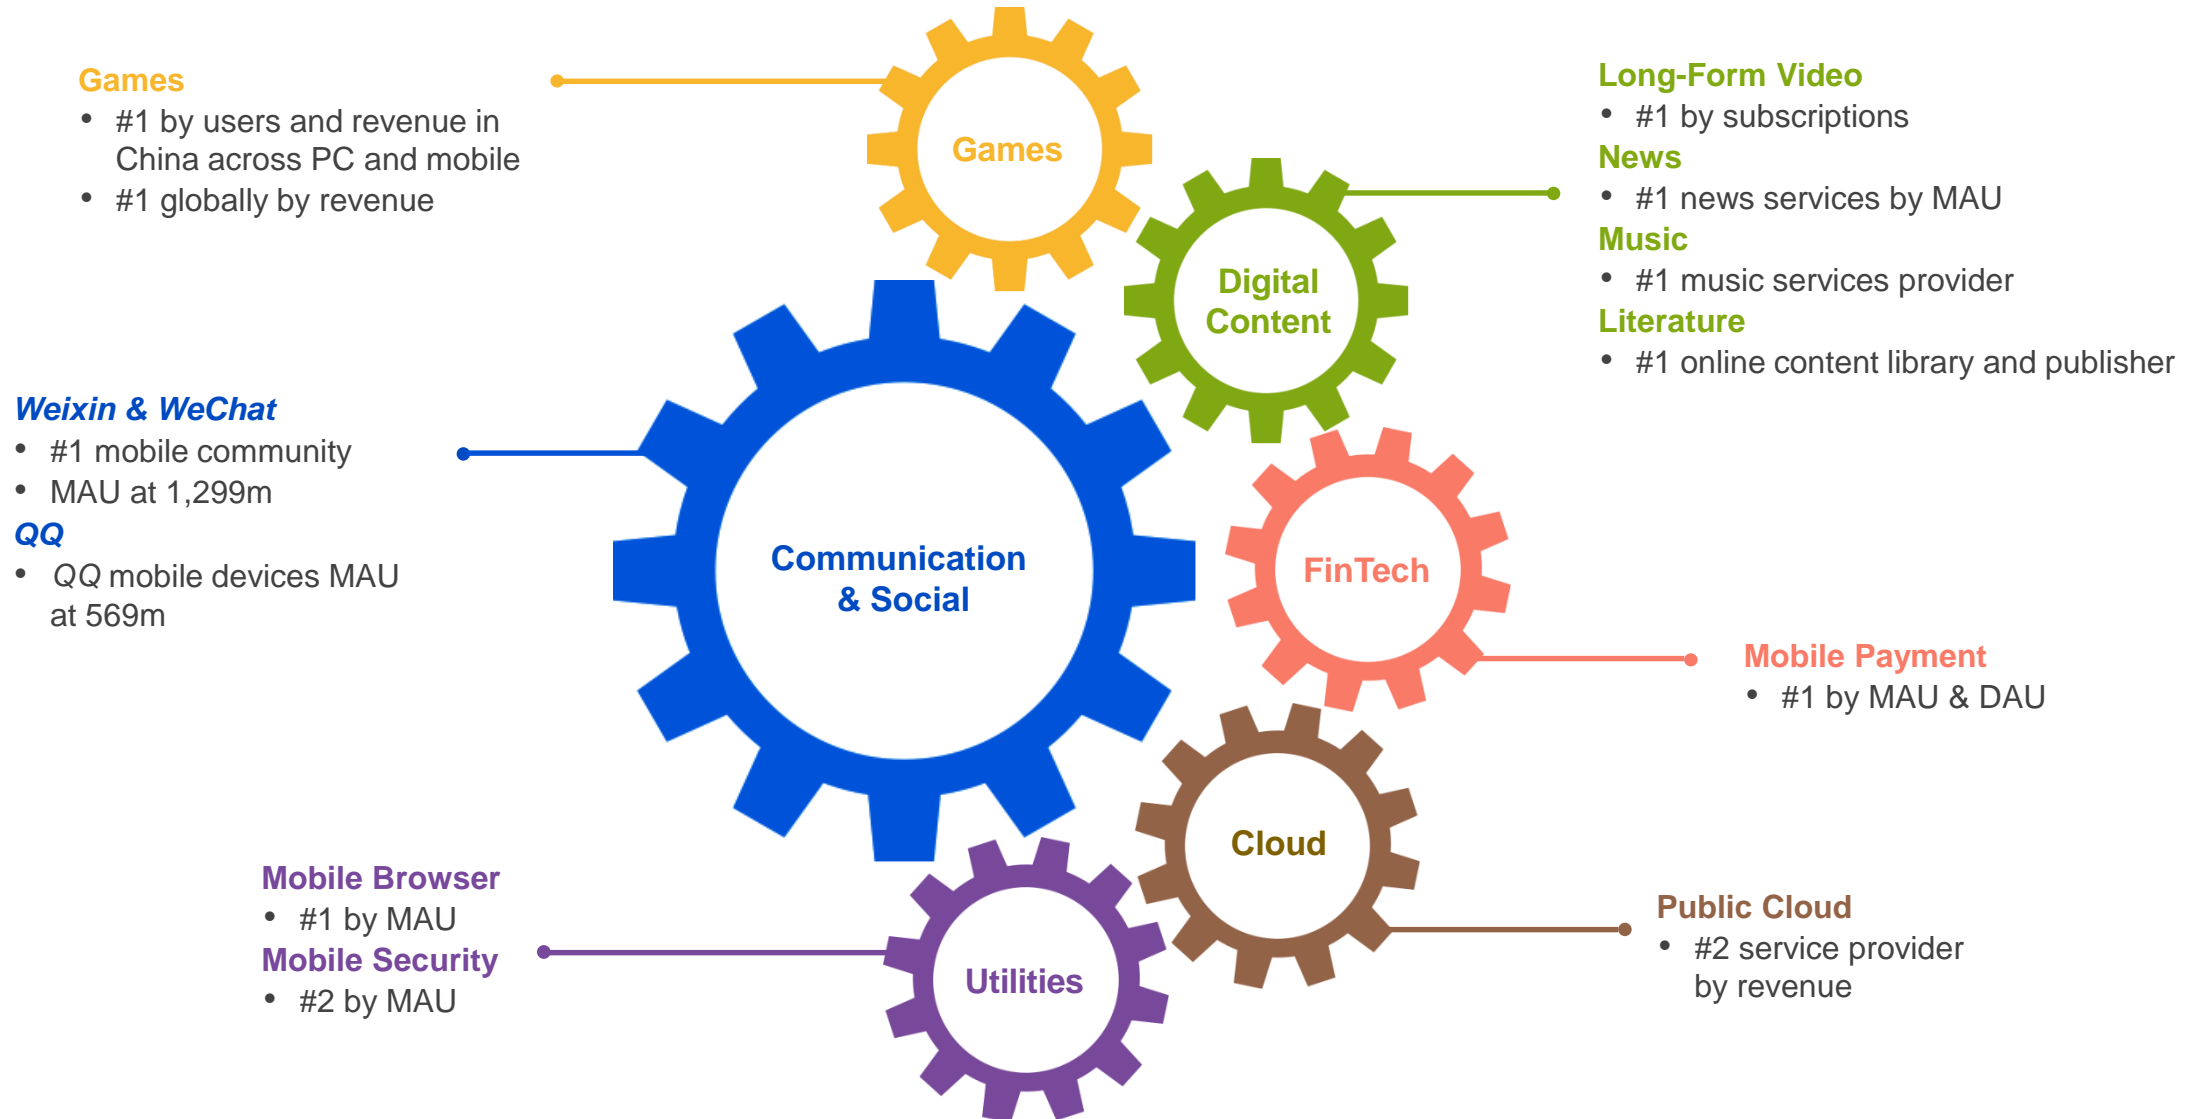 Games
• #1 by users and revenue in
China across PC and mobile
• #1 globally by revenue
Weixin & WeChat
• #1 mobile community
• MAU at 1,299m
QQ
• QQ mobile devices MAU
at 569m
Mobile Browser
• #1 by MAU
Mobile Security
• #2 by MAU
Games
Digital
Content
Communication
& Social
FinTech
Cloud
Utilities
Long-Form Video
• #1 by subscriptions
News
• #1 news services by MAU
Music
• #1 music services provider
Literature
• #1 online content library and publisher
Mobile Payment
• #1 by MAU & DAU
Public Cloud
• #2 service provider
by revenue